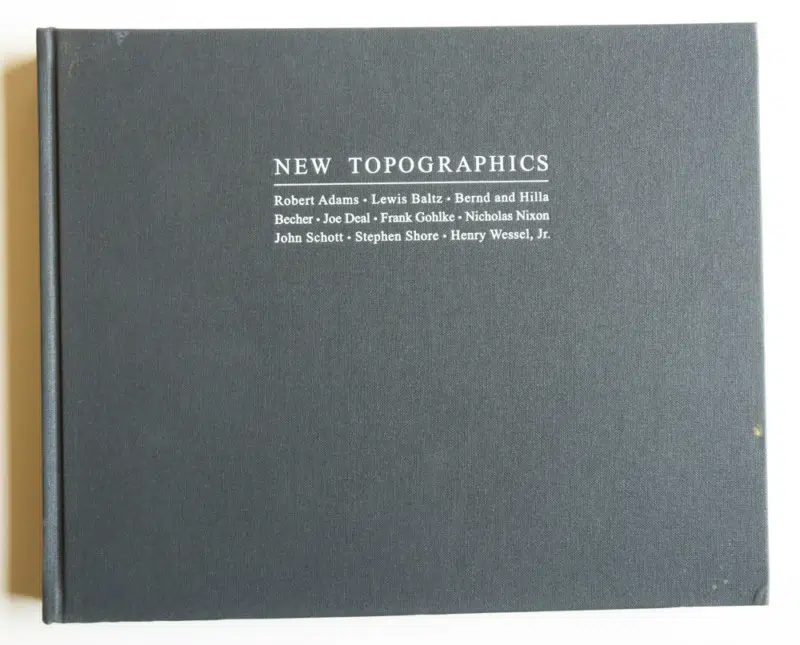 NEW TOPOGRAPHICS
Robert Adams • Lewis Baltz • Bernd and Hilla
Becher • Joe Deal • Frank Gohlke • Nicholas Nixon
John Schott • Stephen Shore • Henry Wessel, Jr.